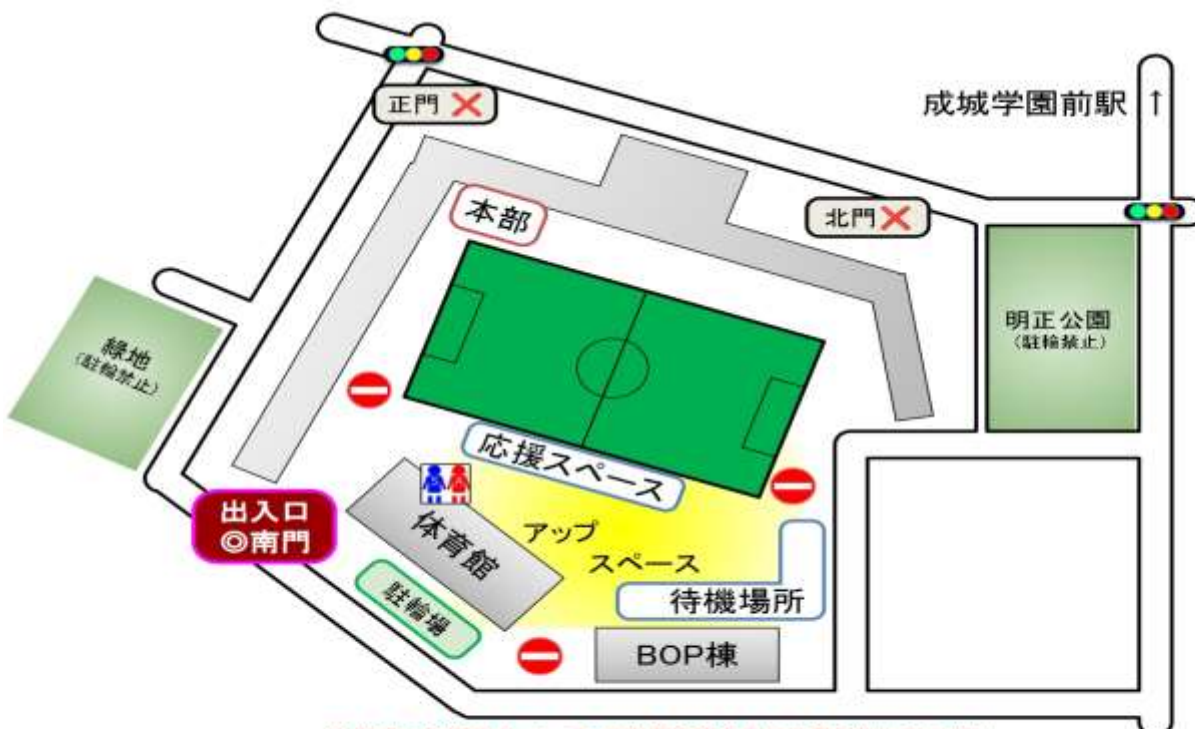 正門
成城学園前駅 ↑
本部
北門
緑地
(駐輪禁止)
明正公園
(駐輪禁止)
応援スペース
出入口
◎南門
体育館
アップ
スペース
待機場所
駐輪場
BOP棟